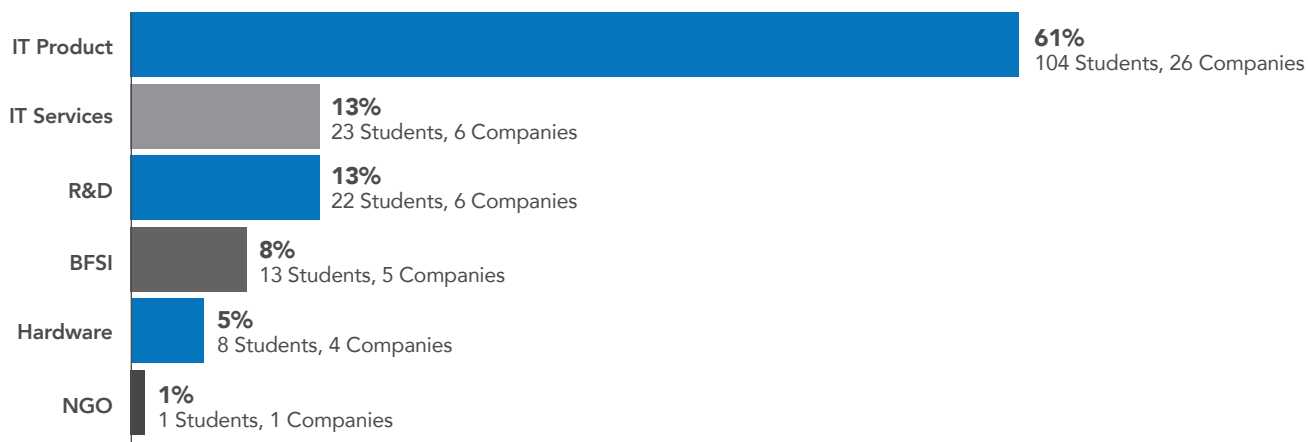 IT Product
61%
104 Students, 26 Companies
IT Services
13%
23 Students, 6 Companies
R&D
13%
22 Students, 6 Companies
BFSI
8%
13 Students, 5 Companies
Hardware
5%
8 Students, 4 Companies
NGO
1%
1 Students, 1 Companies